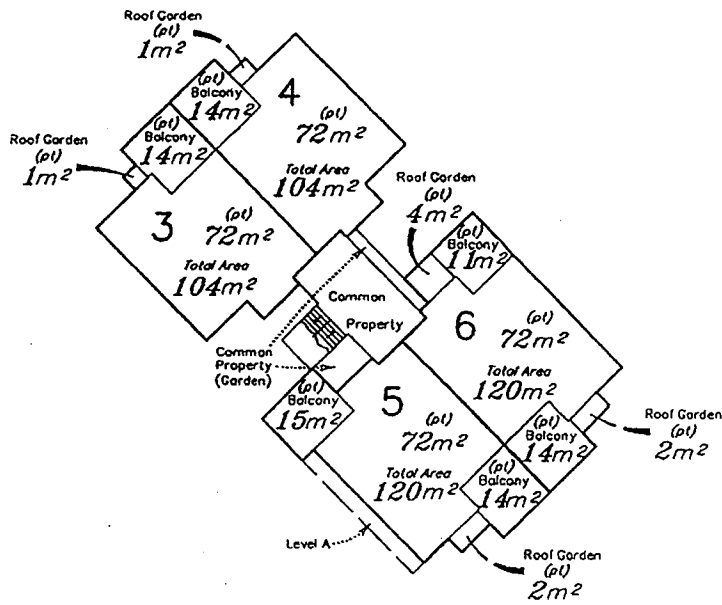 Roof Garden
(pt)
1m²
4
(pt)
Balcony
14m²
(pt)
72m²
Total Area
104m²
Roof Garden
(pt)
1m²
(pt)
Balcony
14m²
3
(pt)
72m²
Total Area
104m²
Roof Garden
(pt)
4m²
(pt)
Balcony
11m²
Common
Property
6
(pt)
72m²
Total Area
120m²
Common
Property
(Garden)
(pt)
Balcony
15m²
5
(pt)
72m²
Total Area
120m²
(pt)
Balcony
14m²
Roof Garden
(pt)
2m²
(pt)
Balcony
14m²
Level A
Roof Garden
(pt)
2m²